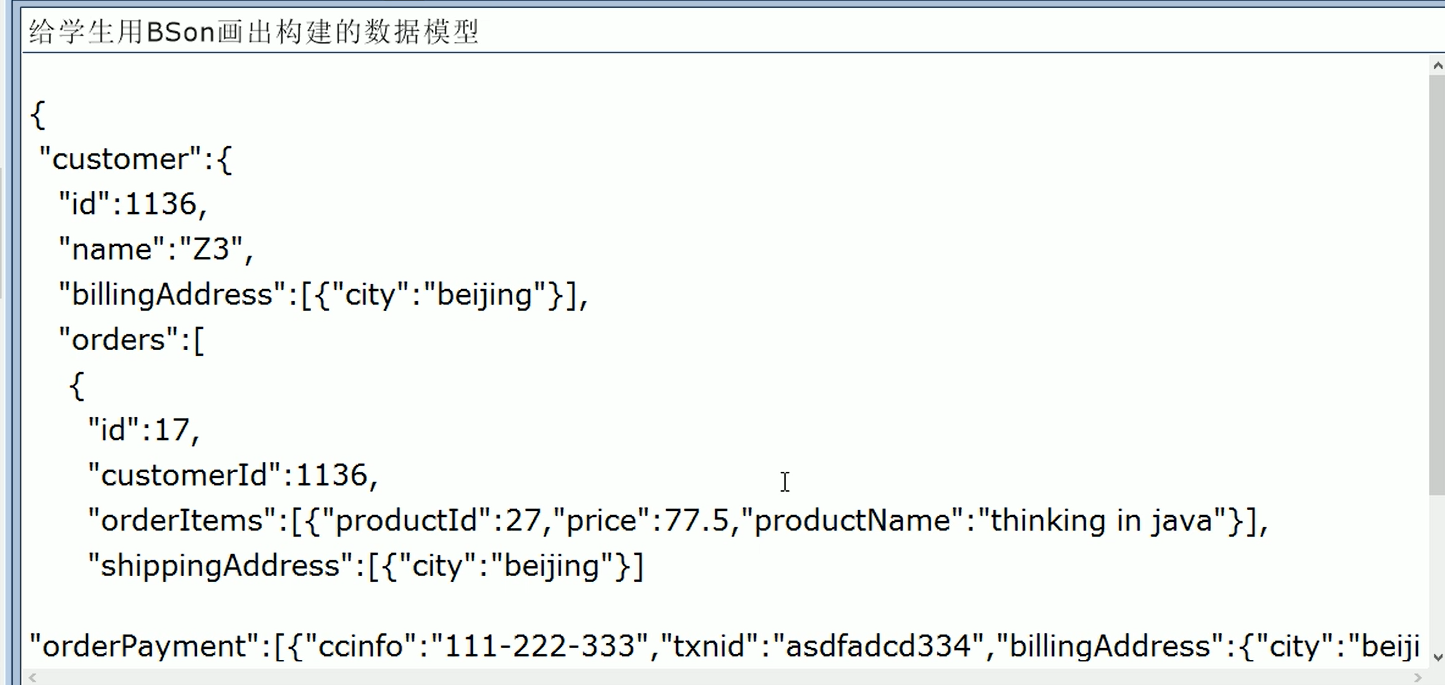 给学生用BSon画出构建的数据模型
{
"customer":{
"id":1136,
"name":"Z3",
"billingAddress":[{"city":"beijing"}],
"orders":[
{
"id":17,
"customerId":1136,
"orderItems":[{"productId":27,"price":77.5,"productName":"thinking in java"}],
"shippingAddress":[{"city":"beijing"}]
"orderPayment":[{"ccinfo":"111-222-333","txnid":"asdfadcd334","billingAddress":{"city":"beiji